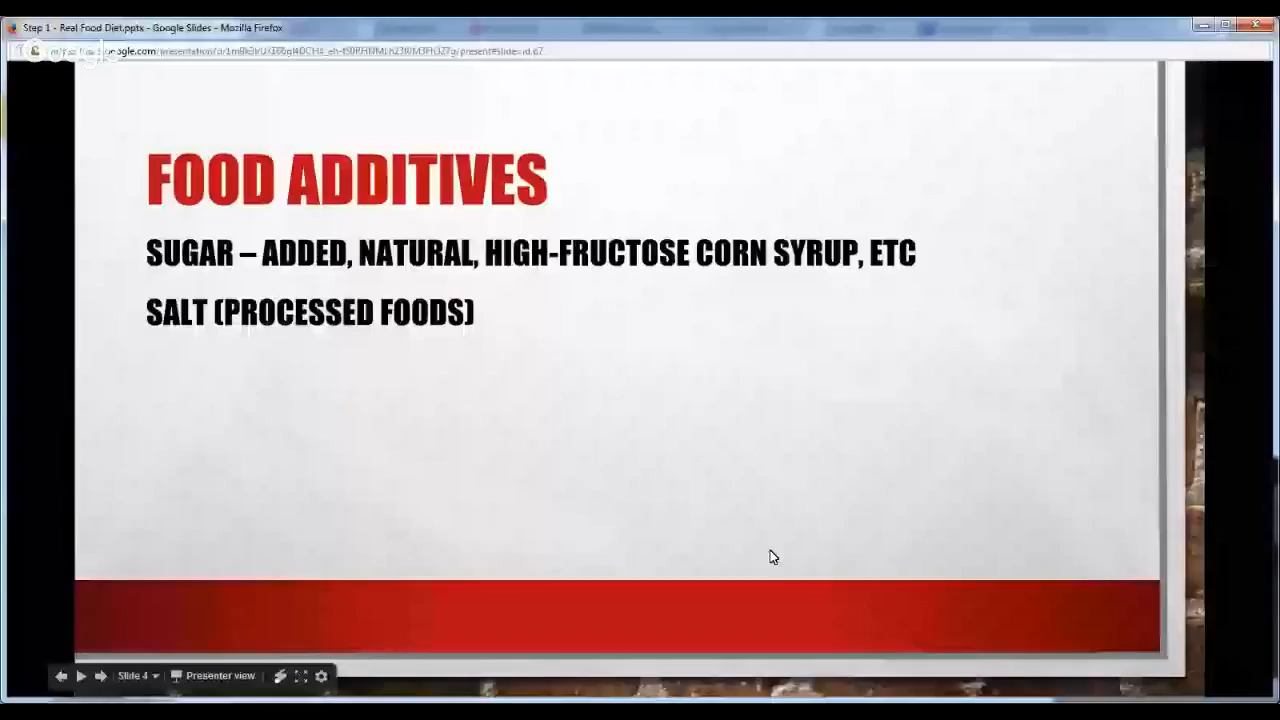 Step 1 - Real Food Diet.pptx - Google Slides - Mozilla Firefox
FOOD ADDITIVES
SUGAR – ADDED, NATURAL, HIGH-FRUCTOSE CORN SYRUP, ETC
SALT (PROCESSED FOODS)
Slide 4 Presenter view